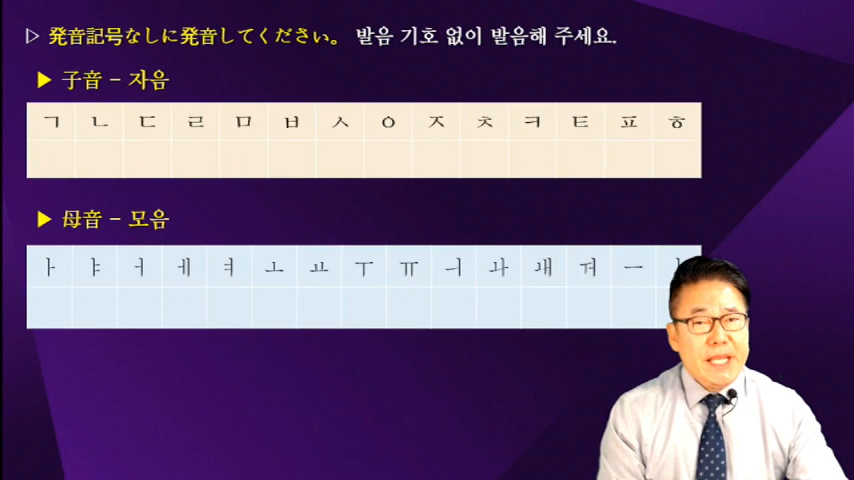 ▷ 発音記号なしに発音してください。 발음 기호 없이 발음해 주세요.
▶ 子音 - 자음
ㄱ ㄴ ㄷ ㄹ ㅁ ㅂ ㅅ ㅇ ㅈ ㅊ ㅋ ㅌ ㅍ ㅎ
▶ 母音 - 모음
ㅏ ㅑ ㅓ ㅔ ㅕ ㅗ ㅛ ㅜ ㅠ ㅢ ㅘ ㅙ ㅝ ㅡ